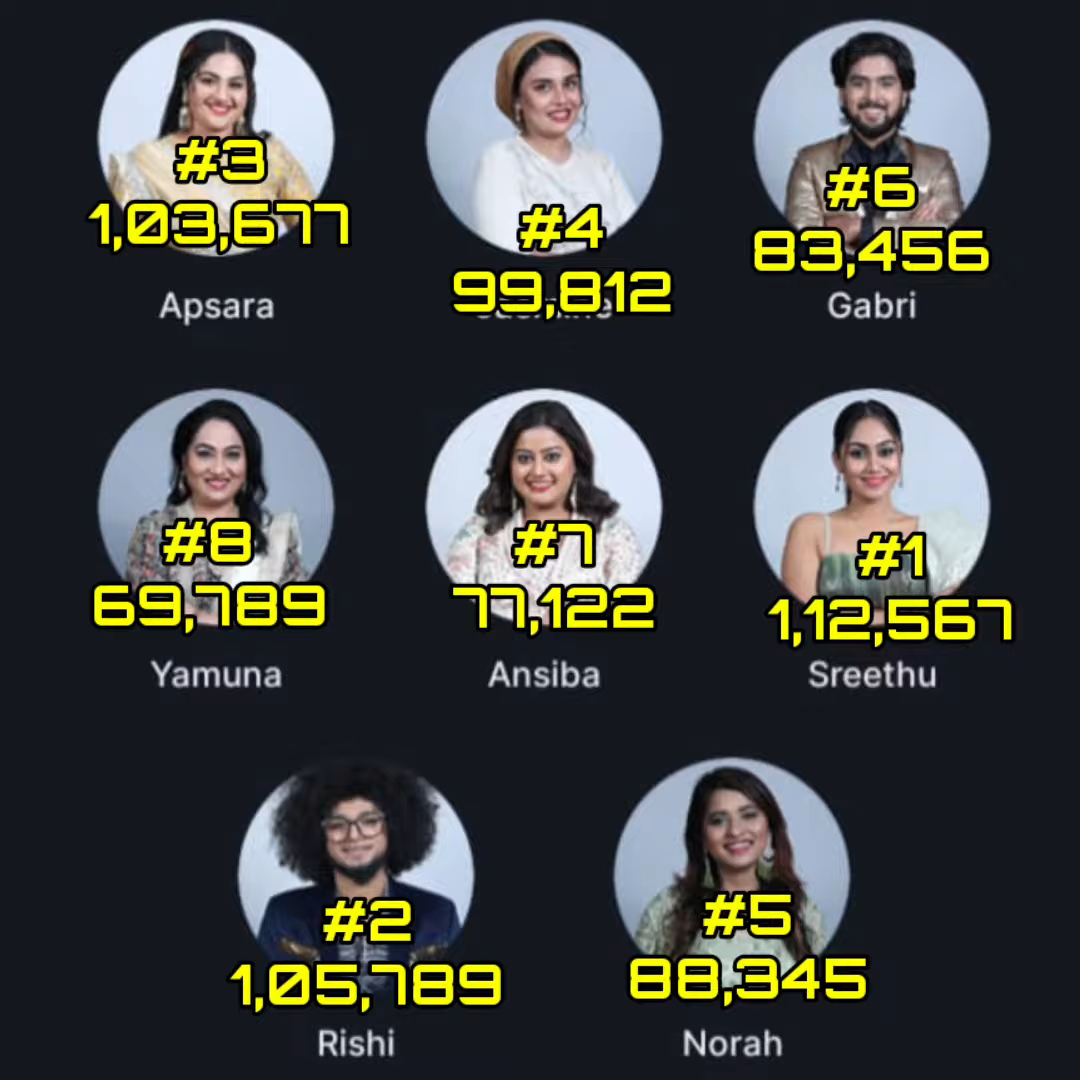 #3
1,03,677
Apsara
#4
99,812
#6
83,456
Gabri
#8
69,789
Yamuna
#7
77,122
Ansiba
#1
1,12,567
Sreethu
#2
1,05,789
Rishi
#5
88,345
Norah